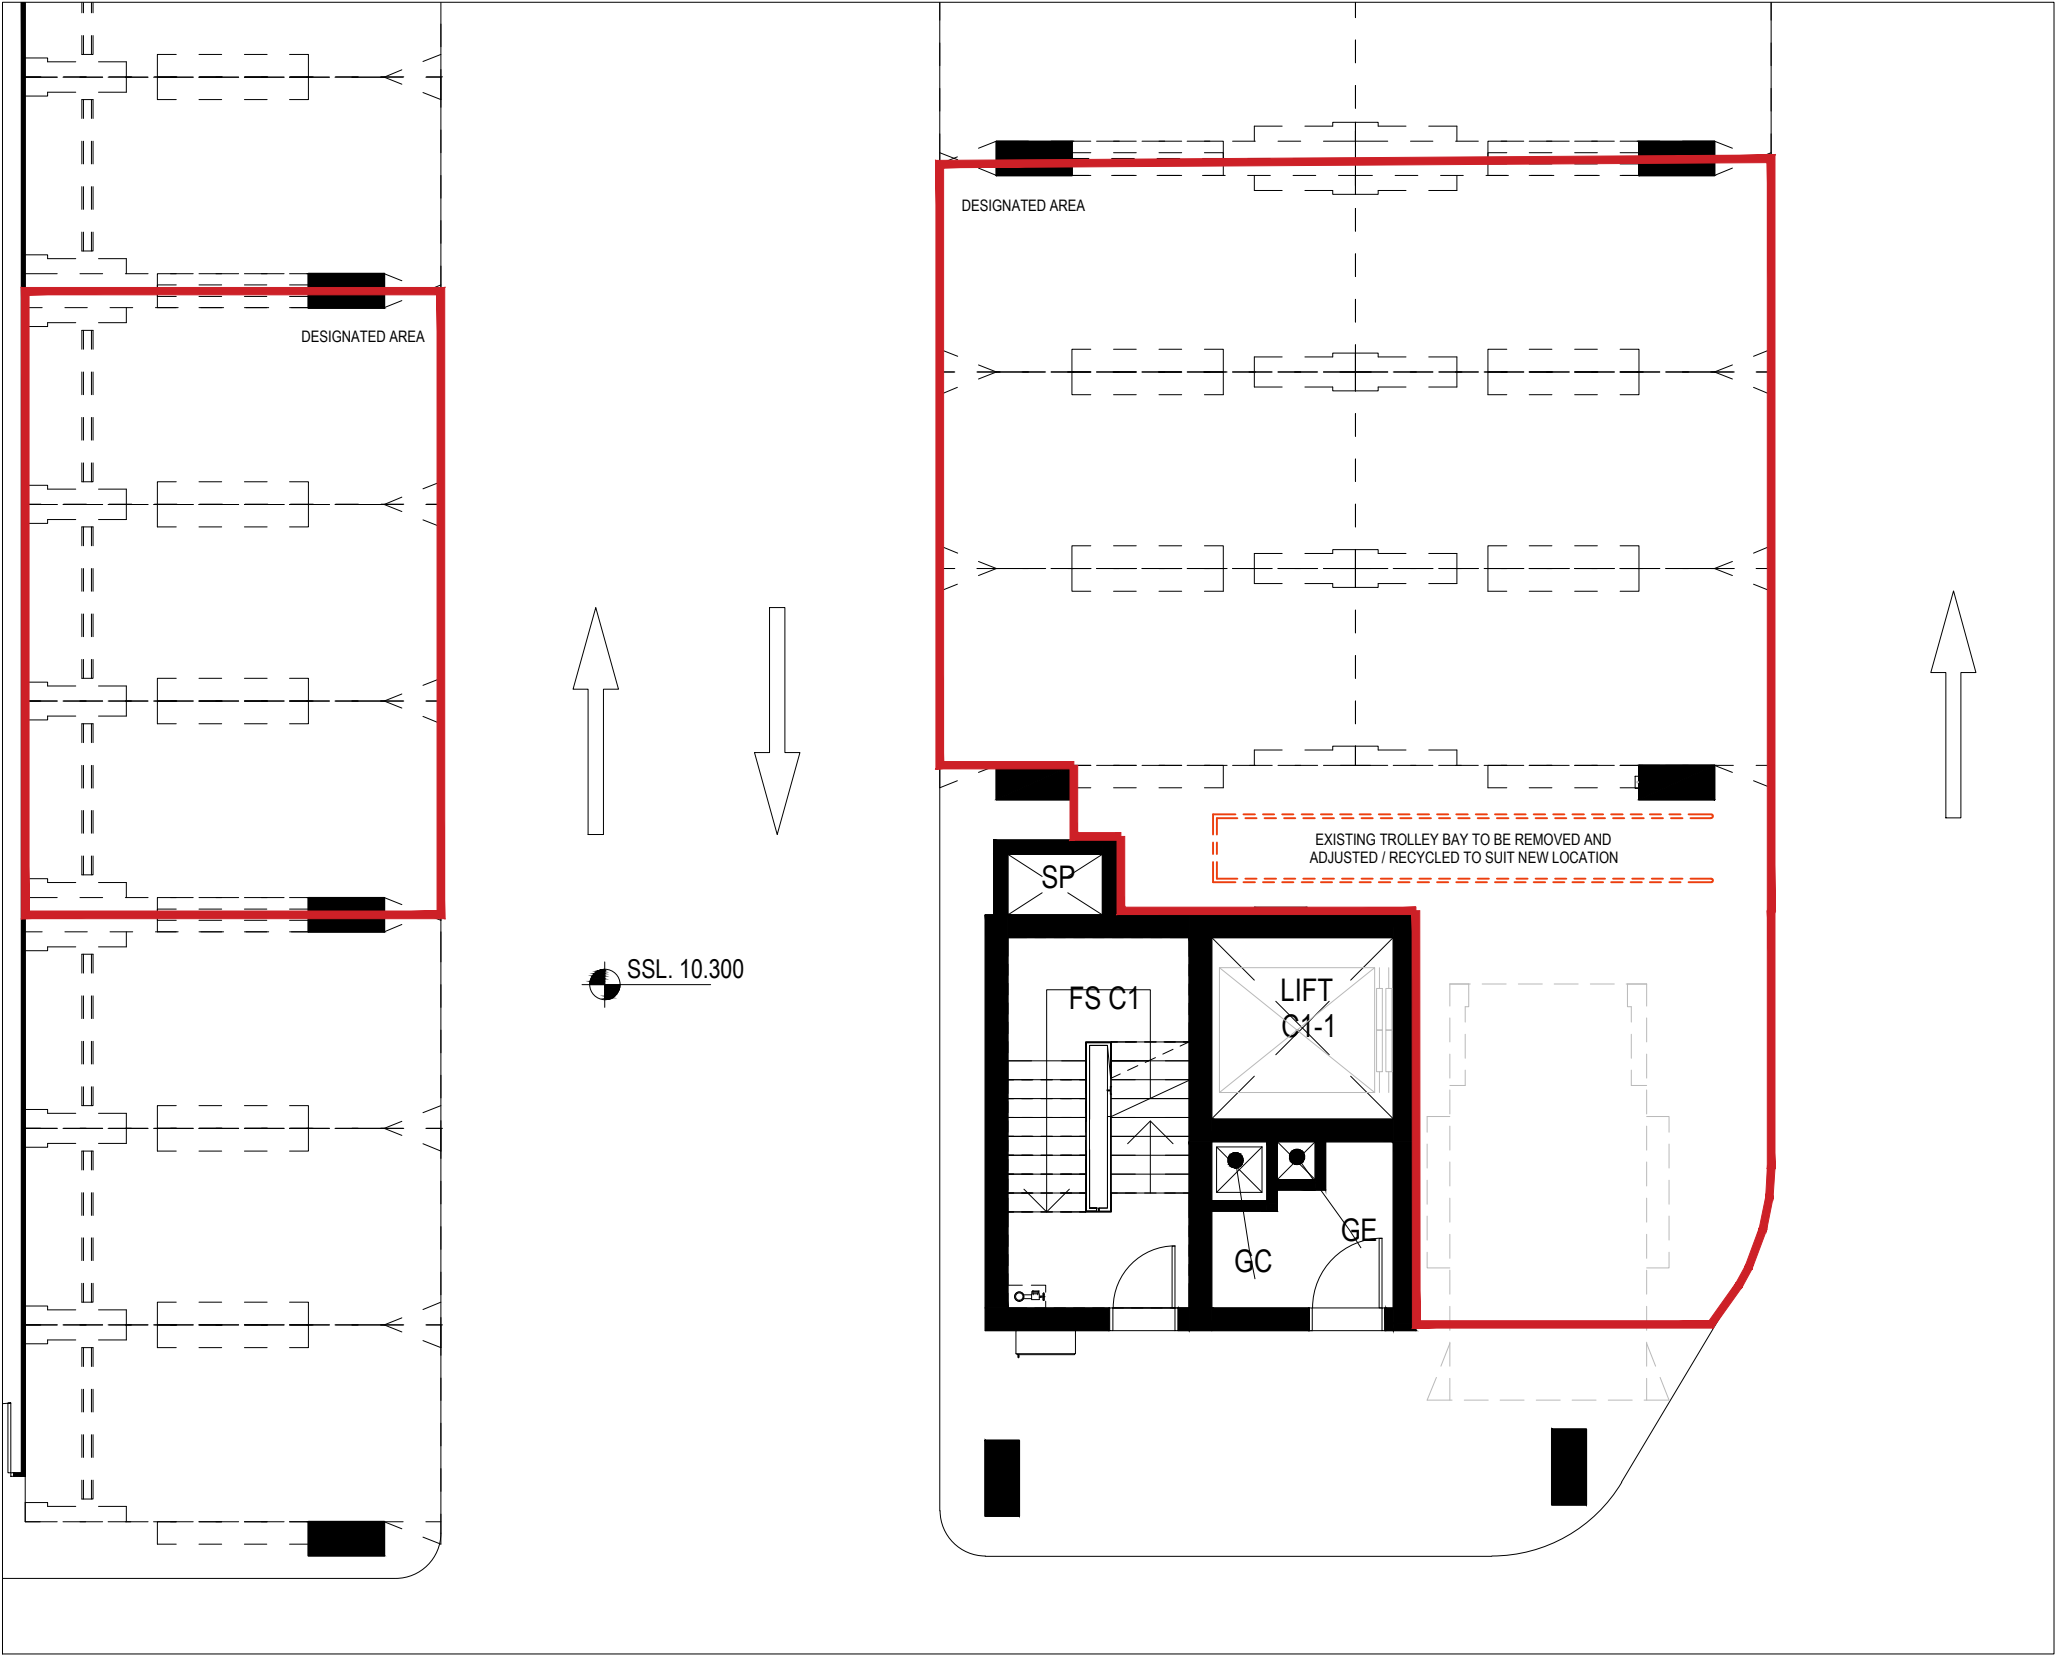 DESIGNATED AREA
DESIGNATED AREA
EXISTING TROLLEY BAY TO BE REMOVED AND
ADJUSTED / RECYCLED TO SUIT NEW LOCATION
SP
SSL. 10.300
FS C1
LIFT
C1-1
GE
GC